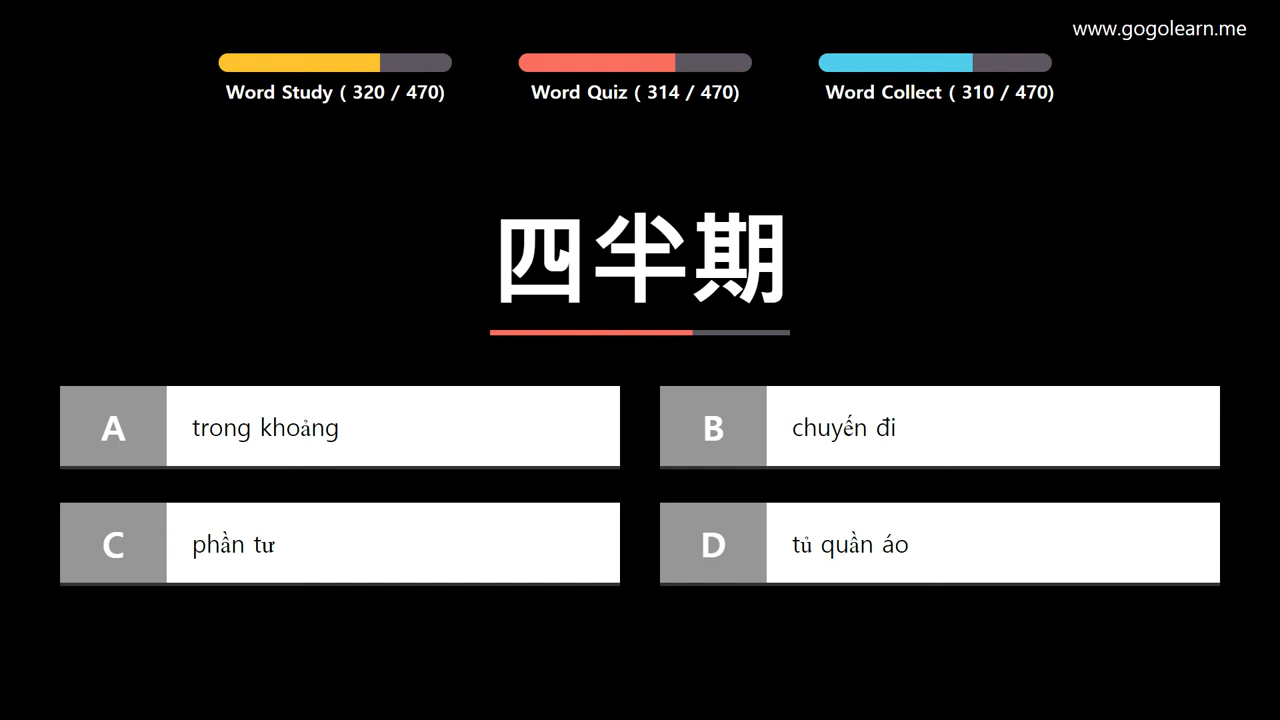 www.gogolearn.me
Word Study ( 320 / 470)
Word Quiz ( 314 / 470)
Word Collect ( 310 / 470)
四半期
A
trong khoảng
B
chuyến đi
C
phần tư
D
tủ quần áo